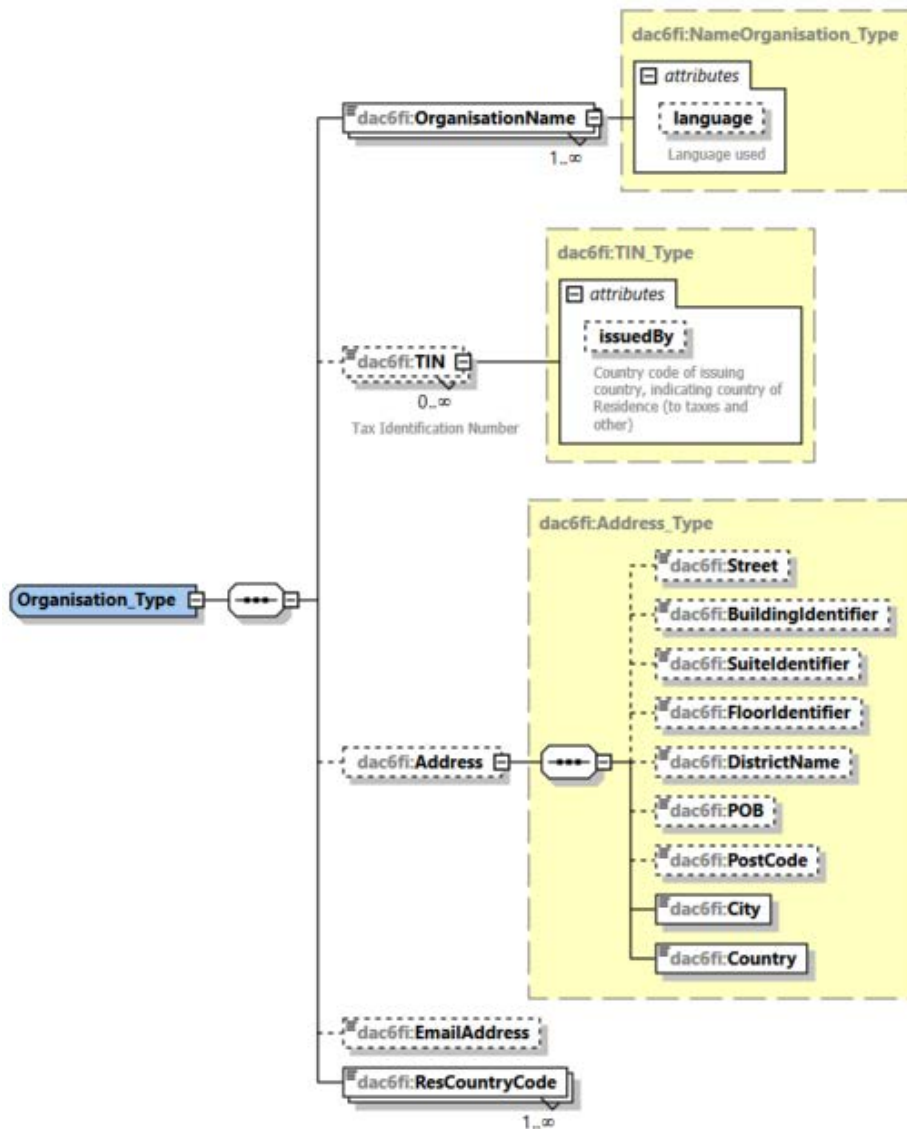 dac6fi:NameOrganisation_Type
attributes
dac6fi:OrganisationName
language
Language used
1..∞
dac6fi:TIN_Type
attributes
issuedBy
dac6fi:TIN
Country code of issuing
country, indicating country of
Residence (to taxes and
other)
0..∞
Tax Identification Number
dac6fi:Address_Type
dac6fi:Street
Organisation_Type
dac6fi:BuildingIdentifier
dac6fi:SuiteIdentifier
dac6fi:FloorIdentifier
dac6fi:Address
dac6fi:DistrictName
dac6fi:POB
dac6fi:PostCode
dac6fi:City
dac6fi:Country
dac6fi:EmailAddress
dac6fi:ResCountryCode
1..∞